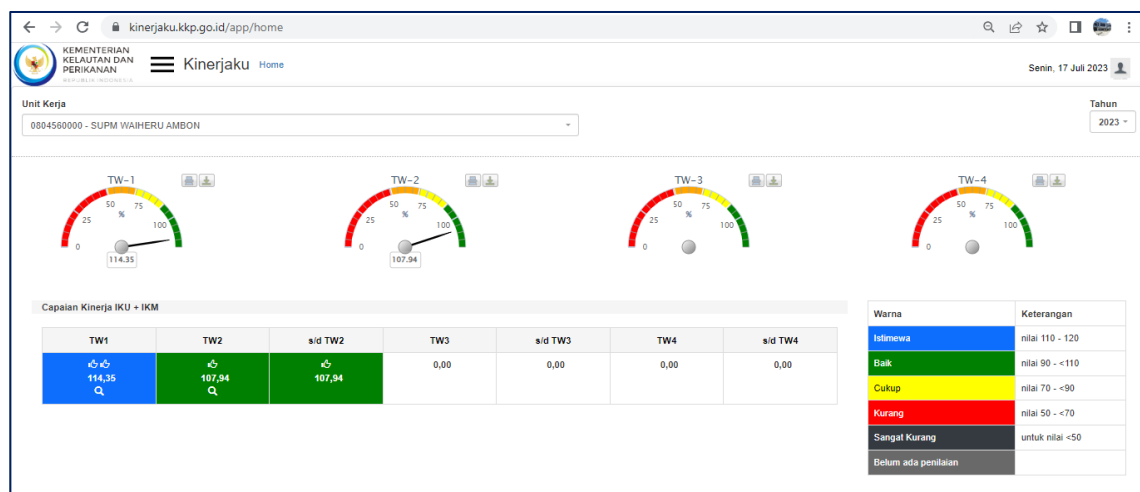 kinerjaku.kkp.go.id/app/home
KEMENTERIAN
KELAUTAN DAN
PERIKANAN
REPUBLIK INDONESIA
Kinerjaku Home
Senin, 17 Juli 2023
Unit Kerja
Tahun
0804560000 - SUPM WAIHERU AMBON
2023
TW-1
0 25 50 75 100
%
114.35
TW-2
0 25 50 75 100
%
107.94
TW-3
0 25 50 75 100
%
TW-4
0 25 50 75 100
%
Capaian Kinerja IKU + IKM
TW1 TW2 s/d TW2 TW3 s/d TW3 TW4 s/d TW4
114,35 107,94 107,94 0,00 0,00 0,00 0,00
Warna Keterangan
Istimewa nilai 110 - 120
Baik nilai 90 - <110
Cukup nilai 70 - <90
Kurang nilai 50 - <70
Sangat Kurang untuk nilai <50
Belum ada penilaian